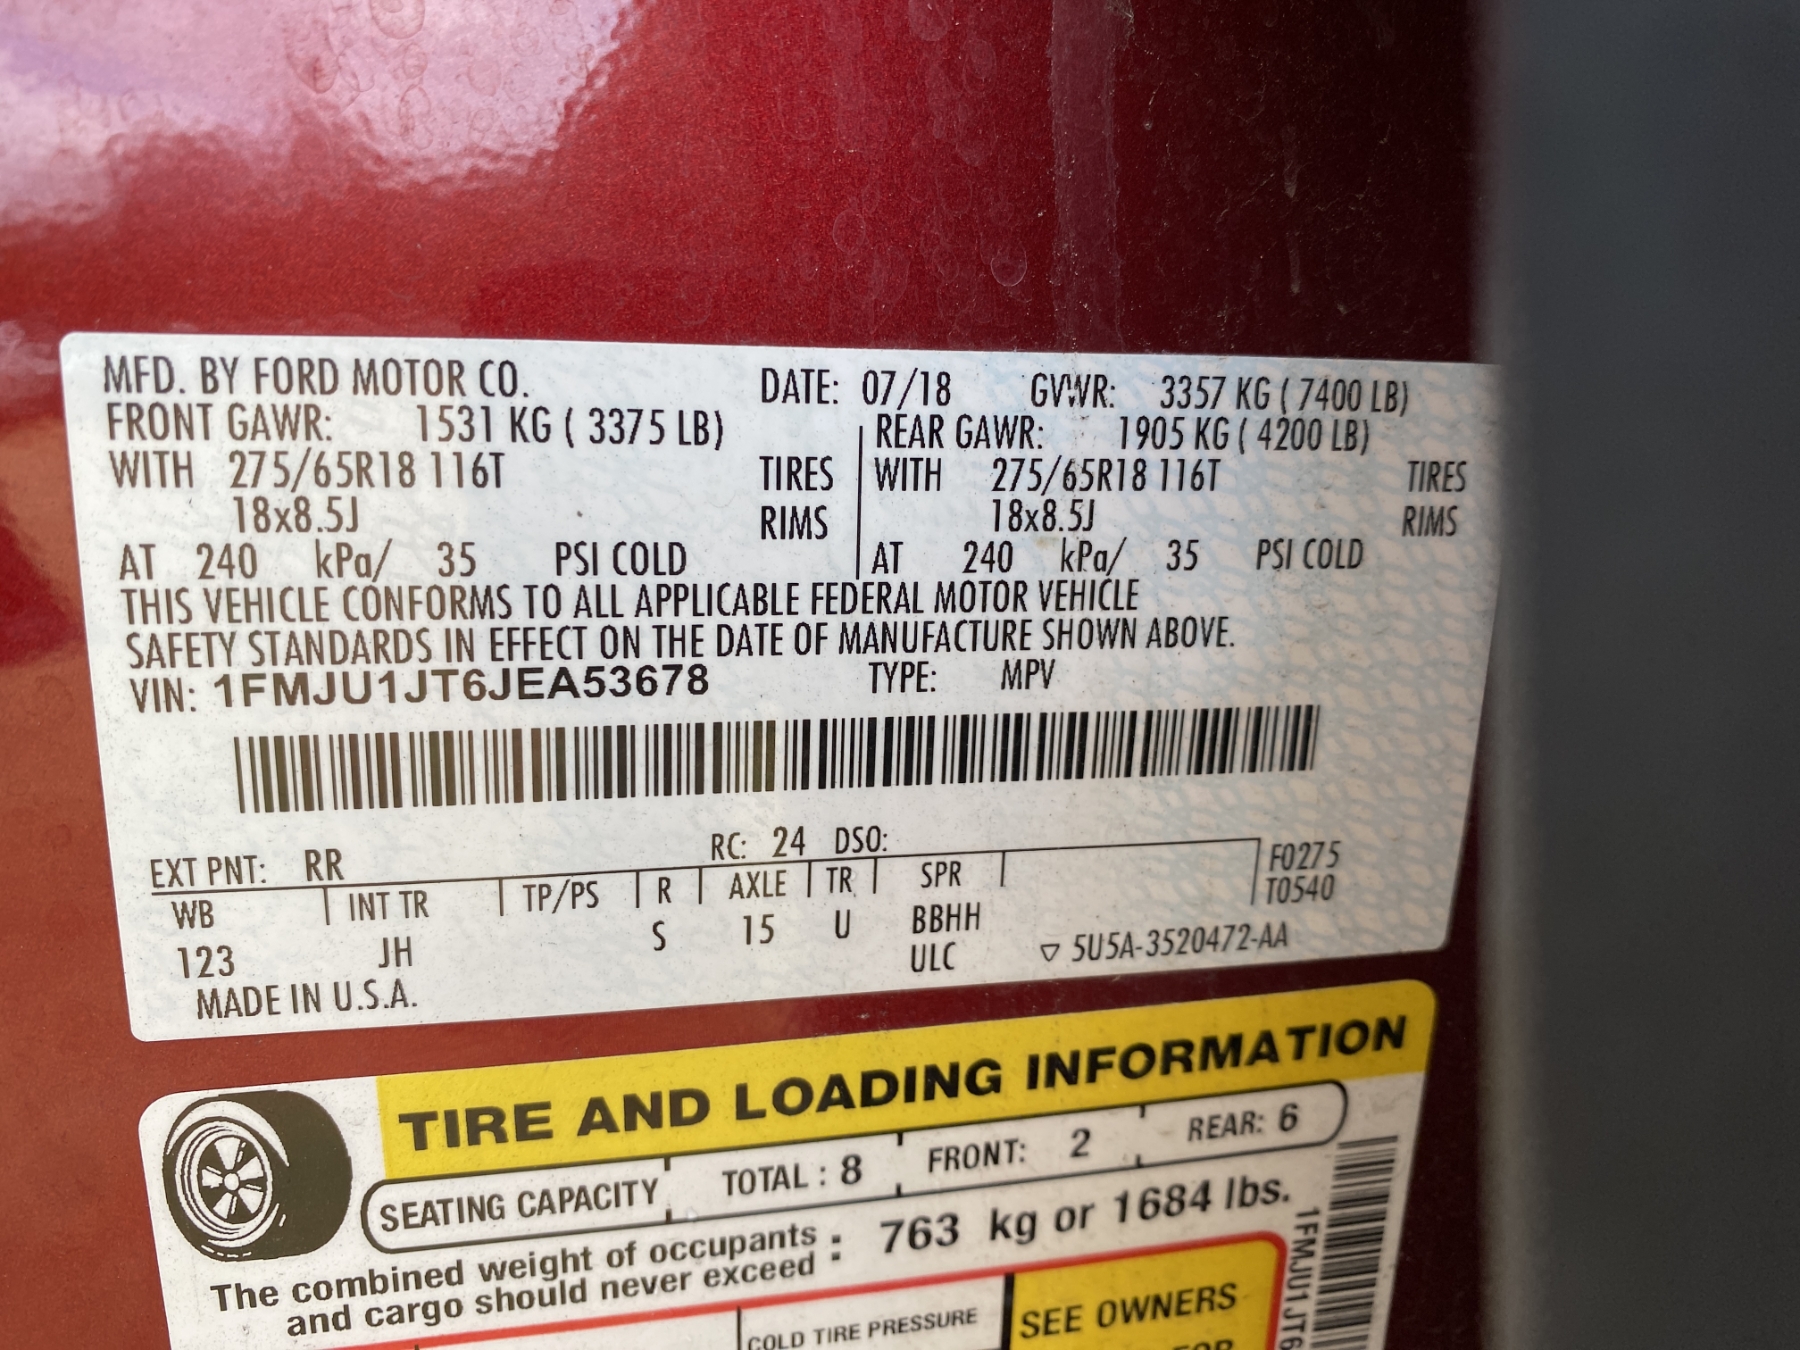 MFD. BY FORD MOTOR CO. DATE: 07/18 GVWR: 3357 KG ( 7400 LB)
FRONT GAWR: 1531 KG ( 3375 LB) REAR GAWR: 1905 KG ( 4200 LB)
WITH 275/65R18 116T TIRES WITH 275/65R18 116T TIRES
18x8.5J RIMS 18x8.5J RIMS
AT 240 kPa/ 35 PSI COLD AT 240 kPa/ 35 PSI COLD
THIS VEHICLE CONFORMS TO ALL APPLICABLE FEDERAL MOTOR VEHICLE
SAFETY STANDARDS IN EFFECT ON THE DATE OF MANUFACTURE SHOWN ABOVE.
VIN: 1FMJU1JT6JEA53678 TYPE: MPV
EXT PNT: RR RC: 24 DSO:
WB INT TR TP/PS R AXLE TR SPR F0275
T0540
123 JH S 15 U BBHH
ULC ▽ 5U5A-3520472-AA
MADE IN U.S.A.
TIRE AND LOADING INFORMATION
SEATING CAPACITY TOTAL : 8 FRONT: 2 REAR: 6
The combined weight of occupants
and cargo should never exceed : 763 kg or 1684 lbs.
COLD TIRE PRESSURE
SEE OWNERS
FOR
1FMJU1JT6